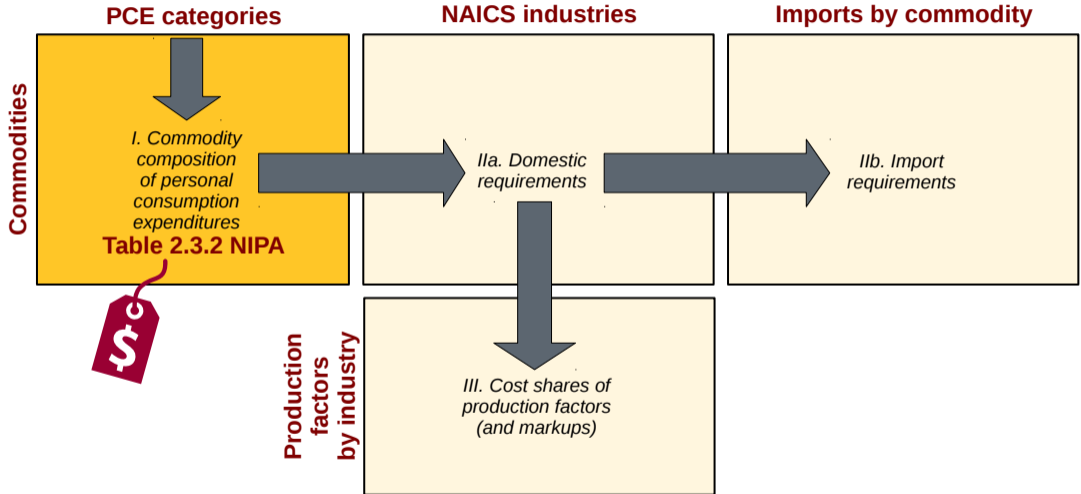 PCE categories
NAICS industries
Imports by commodity
Commodities
I. Commodity
composition
of personal
consumption
expenditures
Table 2.3.2 NIPA
$
IIa. Domestic
requirements
IIb. Import
requirements
Production
factors
by industry
III. Cost shares of
production factors
(and markups)